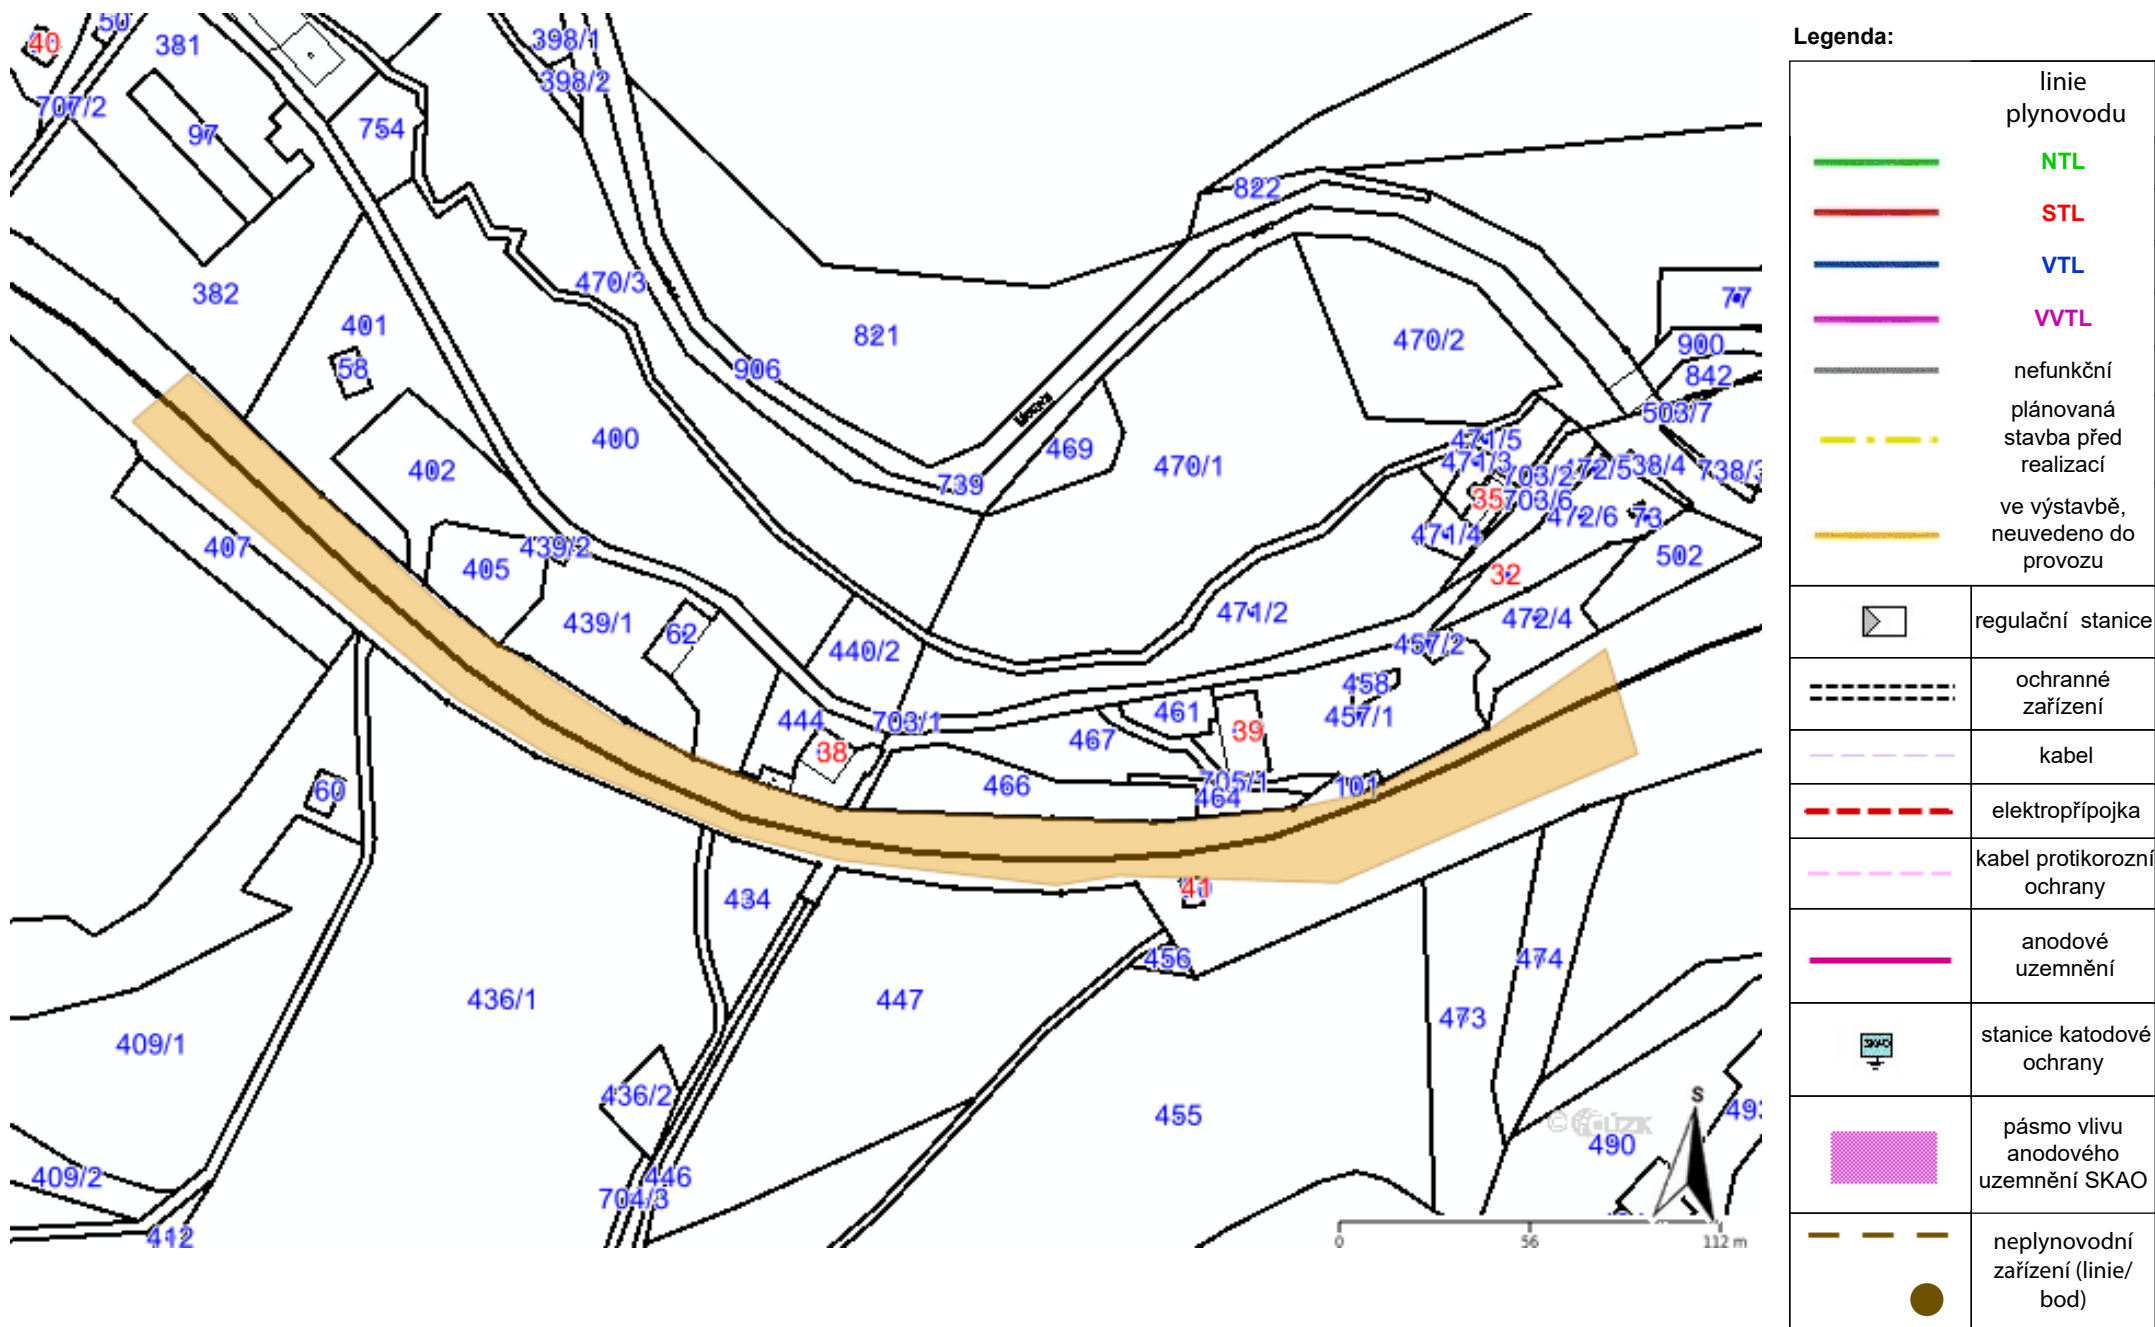 40
50
381
398/1
398/2
707/2
97
754
822
382
470/3
401
821
470/2
77
900
842
58
906
503/7
400
402
469
470/1
739
471/5
471/3
703/2
472/5
538/4
738/3
35
703/6
472/6
73
471/4
407
439/2
405
502
32
439/1
62
471/2
472/4
440/2
457/2
458
444
703/1
461
39
457/1
38
467
466
705/1
464
101
60
434
41
456
474
436/1
447
473
409/1
436/2
455
490
409/2
446
704/3
412
S
0
56
112 m
Legenda:
linie
plynovodu
NTL
STL
VTL
VVTL
nefunkční
plánovaná
stavba před
realizací
ve výstavbě,
neuvedeno do
provozu
regulační stanice
ochranné
zařízení
kabel
elektropřípojka
kabel protikorozní
ochrany
anodové
uzemnění
SKAO
stanice katodové
ochrany
pásmo vlivu
anodového
uzemnění SKAO
neplynovodní
zařízení (linie/
bod)